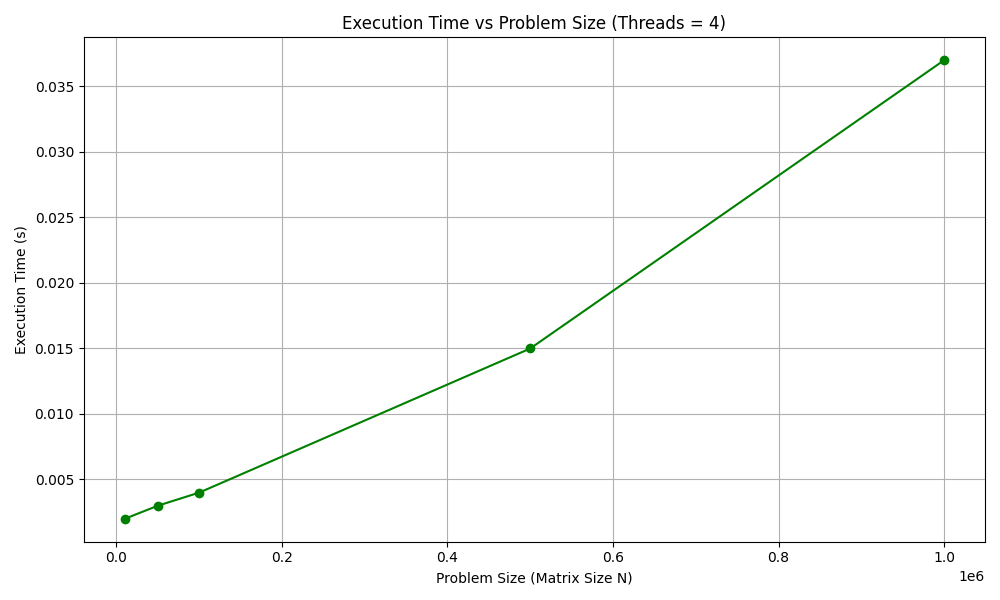 Execution Time vs Problem Size (Threads = 4)
Execution Time (s)
0.035
0.030
0.025
0.020
0.015
0.010
0.005
0.0 0.2 0.4 0.6 0.8 1.0
1e6
Problem Size (Matrix Size N)